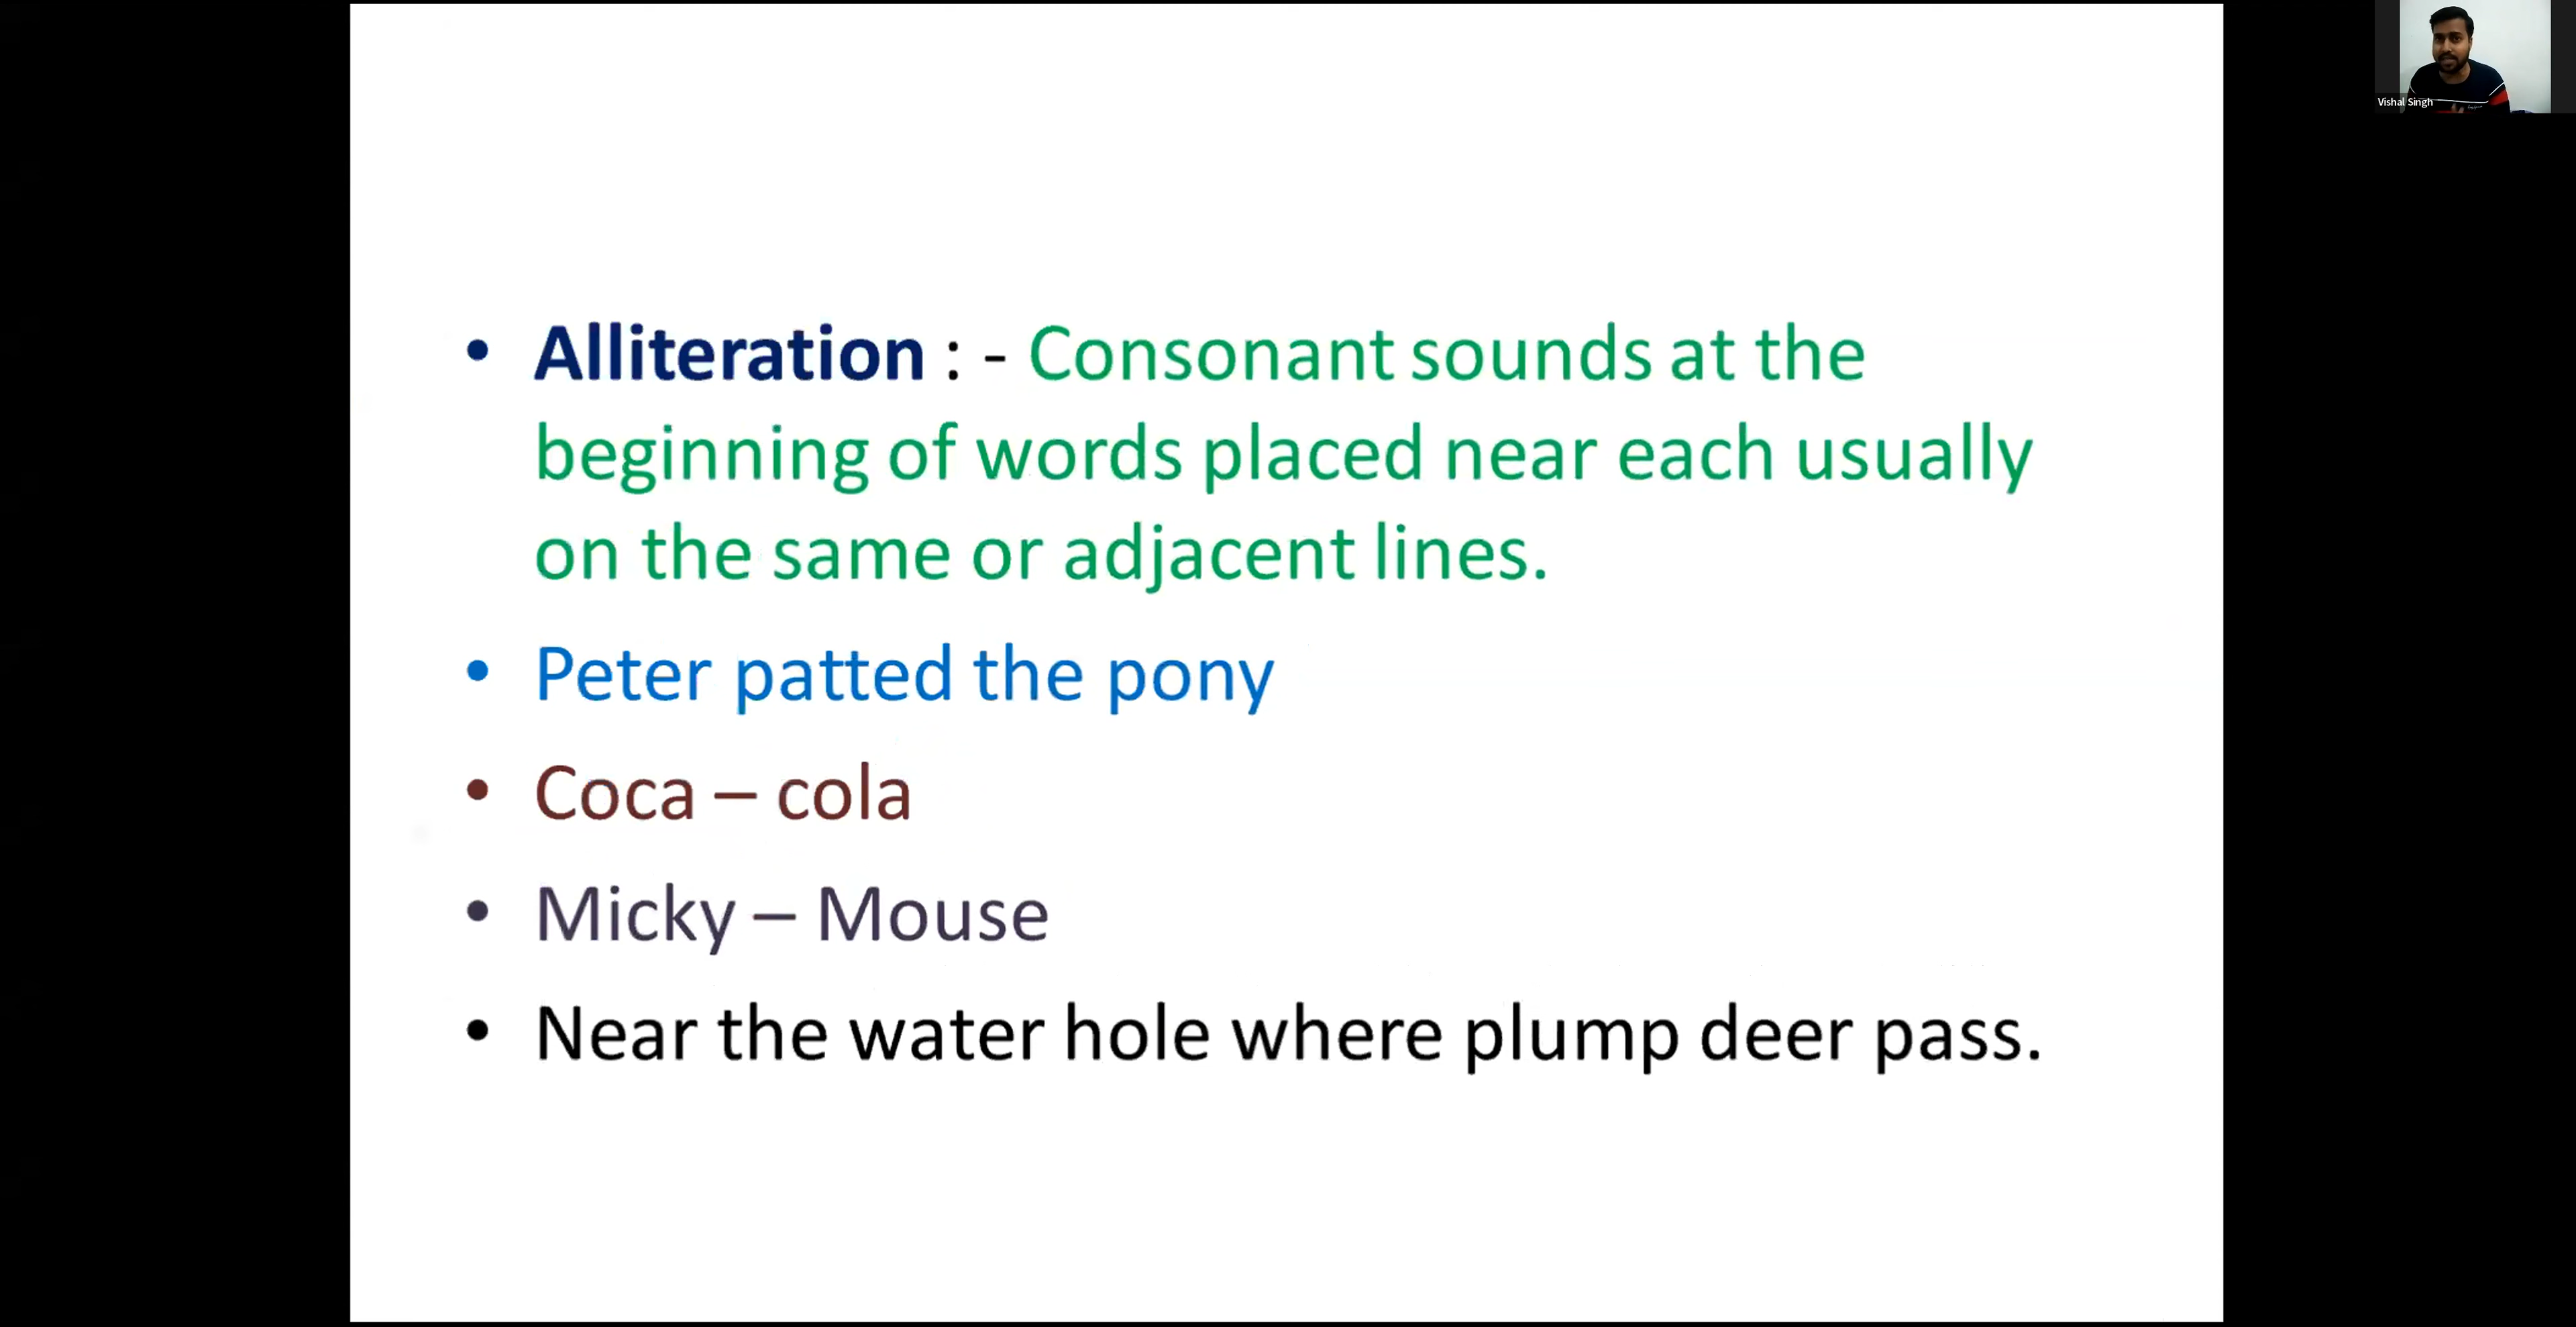 Vishal Singh
• Alliteration : - Consonant sounds at the
beginning of words placed near each usually
on the same or adjacent lines.
• Peter patted the pony
• Coca – cola
• Micky – Mouse
• Near the water hole where plump deer pass.